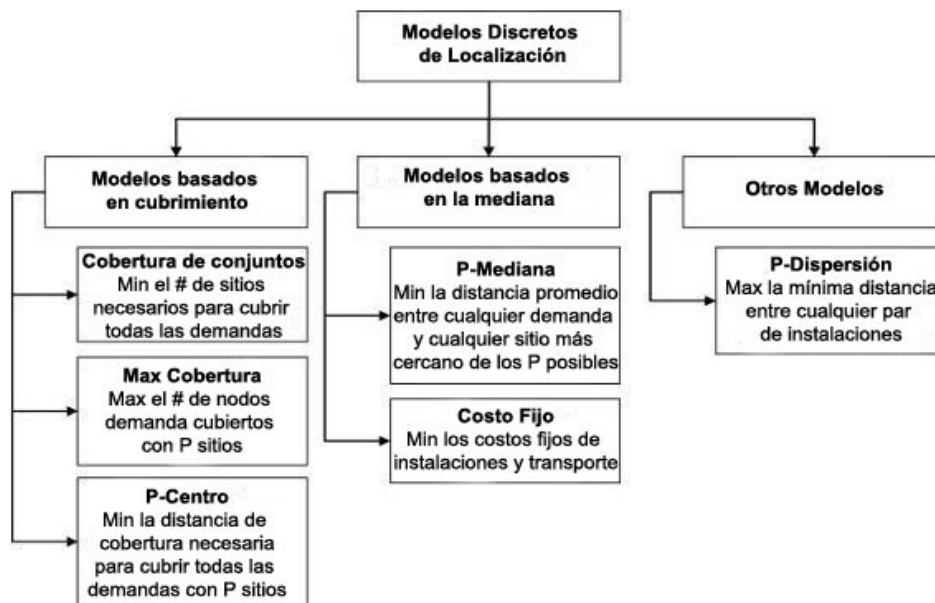 Modelos Discretos
de Localización
Modelos basados
en cubrimiento
Cobertura de conjuntos
Min el # de sitios
necesarios para cubrir
todas las demandas
Max Cobertura
Max el # de nodos
demanda cubiertos
con P sitios
P-Centro
Min la distancia de
cobertura necesaria
para cubrir todas las
demandas con P sitios
Modelos basados
en la mediana
P-Mediana
Min la distancia promedio
entre cualquier demanda
y cualquier sitio más
cercano de los P posibles
Costo Fijo
Min los costos fijos de
instalaciones y transporte
Otros Modelos
P-Dispersión
Max la mínima distancia
entre cualquier par
de instalaciones